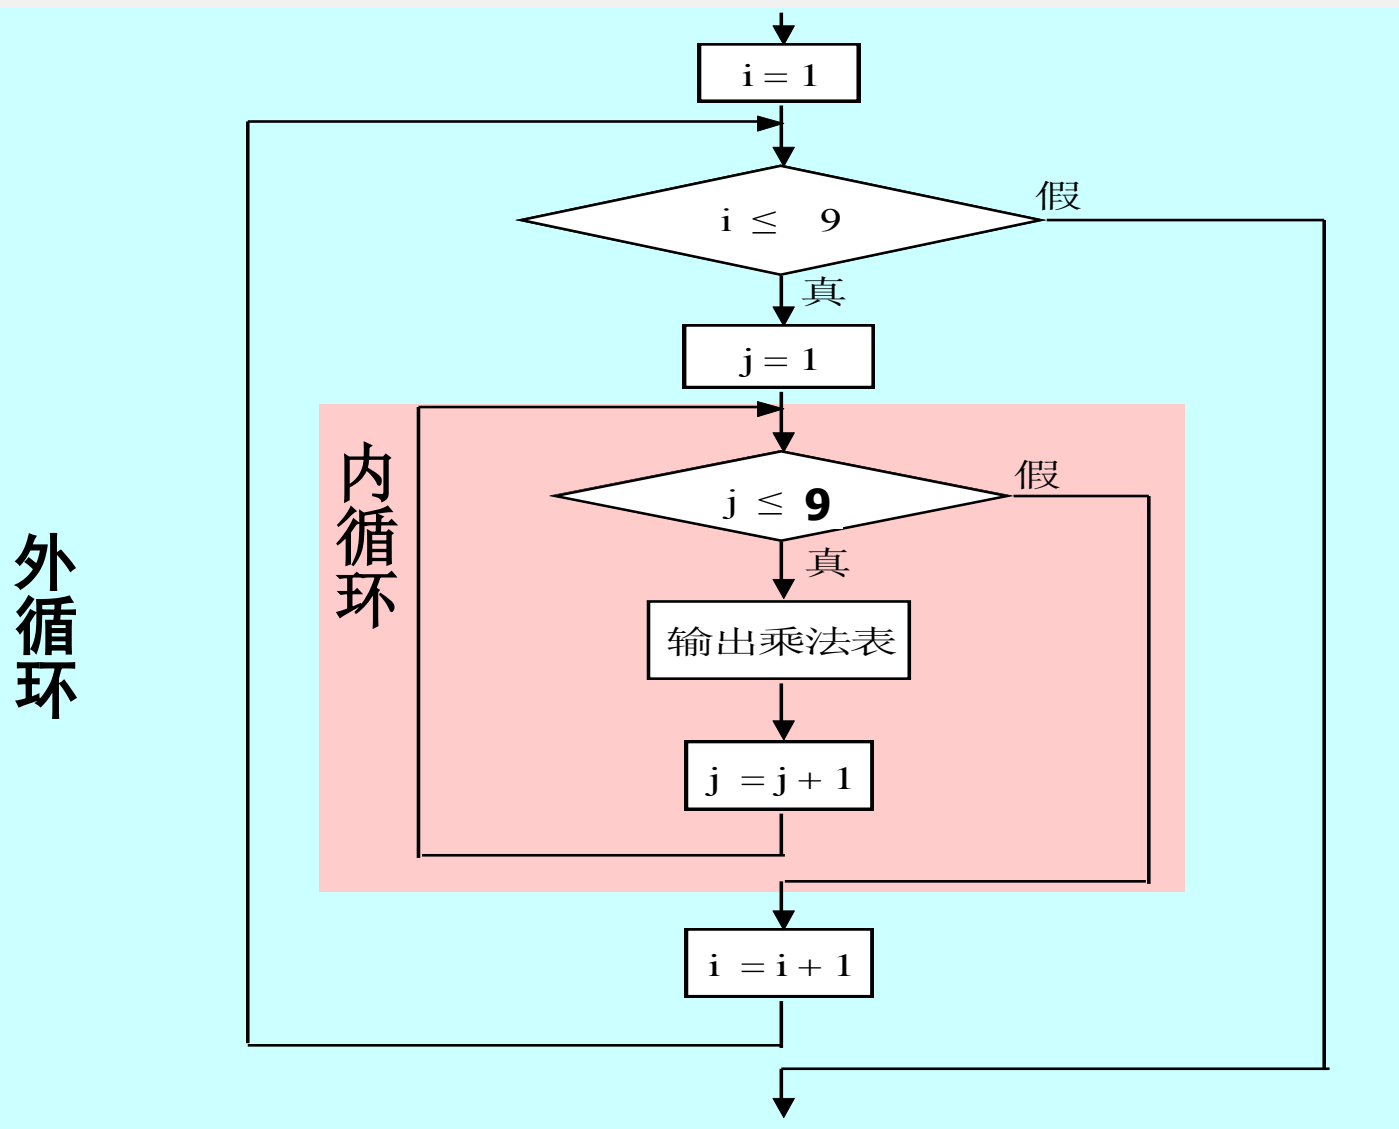 i = 1
i ≤ 9
假
真
j = 1
内循环
j ≤ 9
假
真
外循环
输出乘法表
j = j + 1
i = i + 1